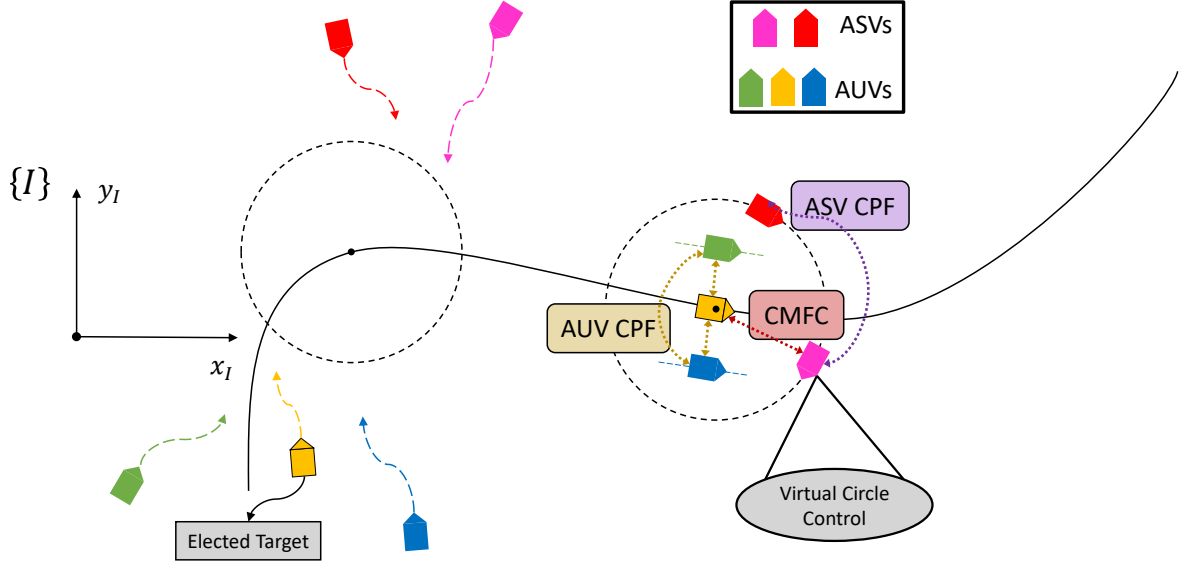 ASVs
AUVs
{I}
y_I
x_I
ASV CPF
CMFC
AUV CPF
Virtual Circle
Control
Elected Target